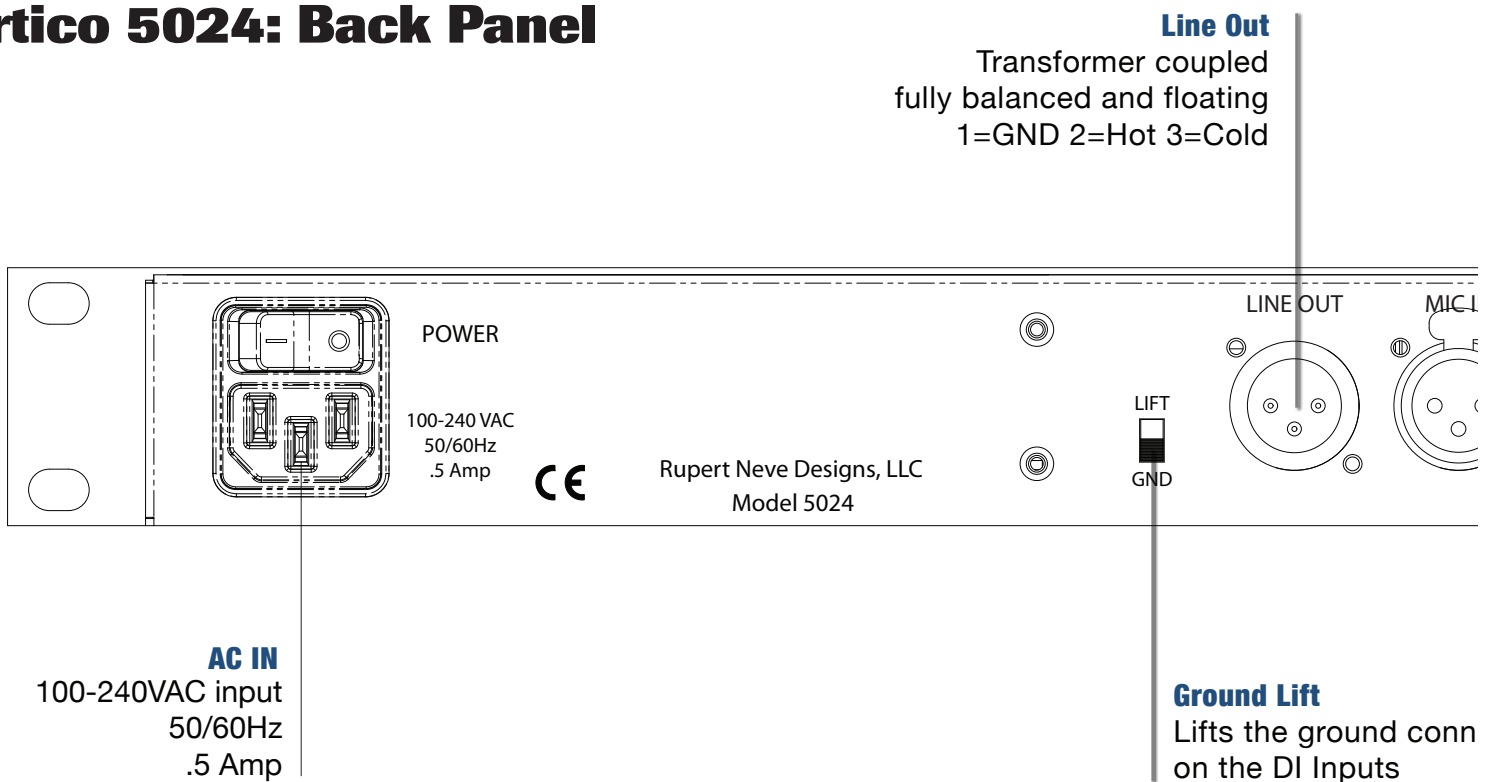 rtico 5024: Back Panel
Line Out
Transformer coupled
fully balanced and floating
1=GND 2=Hot 3=Cold
LINE OUT
MIC I
POWER
100-240 VAC
50/60Hz
.5 Amp
CE
Rupert Neve Designs, LLC
Model 5024
LIFT
GND
AC IN
100-240VAC input
50/60Hz
.5 Amp
Ground Lift
Lifts the ground conn
on the DI Inputs